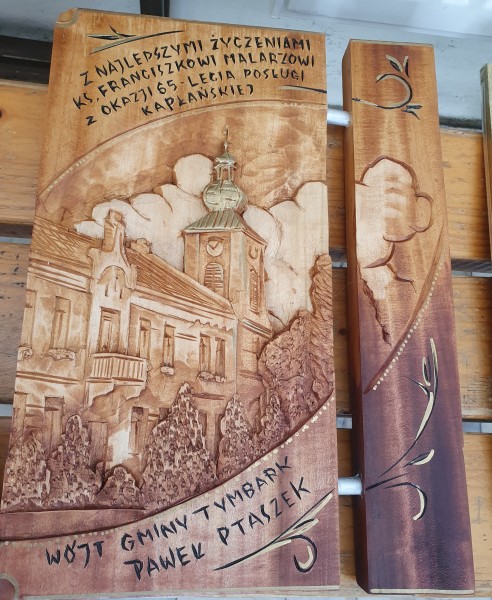 Z NAJLEPSZYMI ŻYCZENIAMI
KS. FRANCISZKOWI MALARZOWI
Z OKAZJI 65-LECIA POSŁUGI
KAPŁAŃSKIEJ
WÓJT GMINY TYMBARK
PAWEŁ PTASZEK